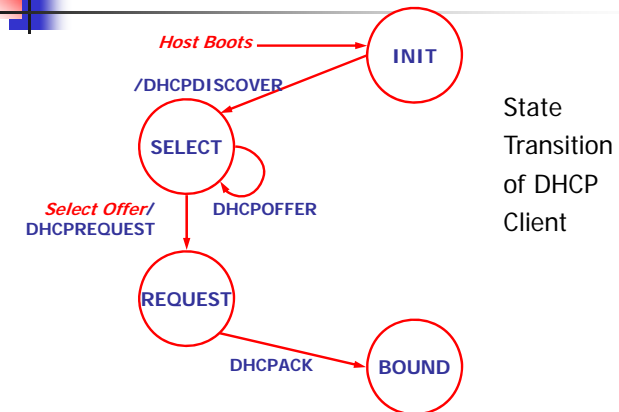 Host Boots
INIT
/DHCPDISCOVER
State
Transition
of DHCP
Client
SELECT
Select Offer/
DHCPREQUEST
DHCPOFFER
REQUEST
DHCPACK
BOUND